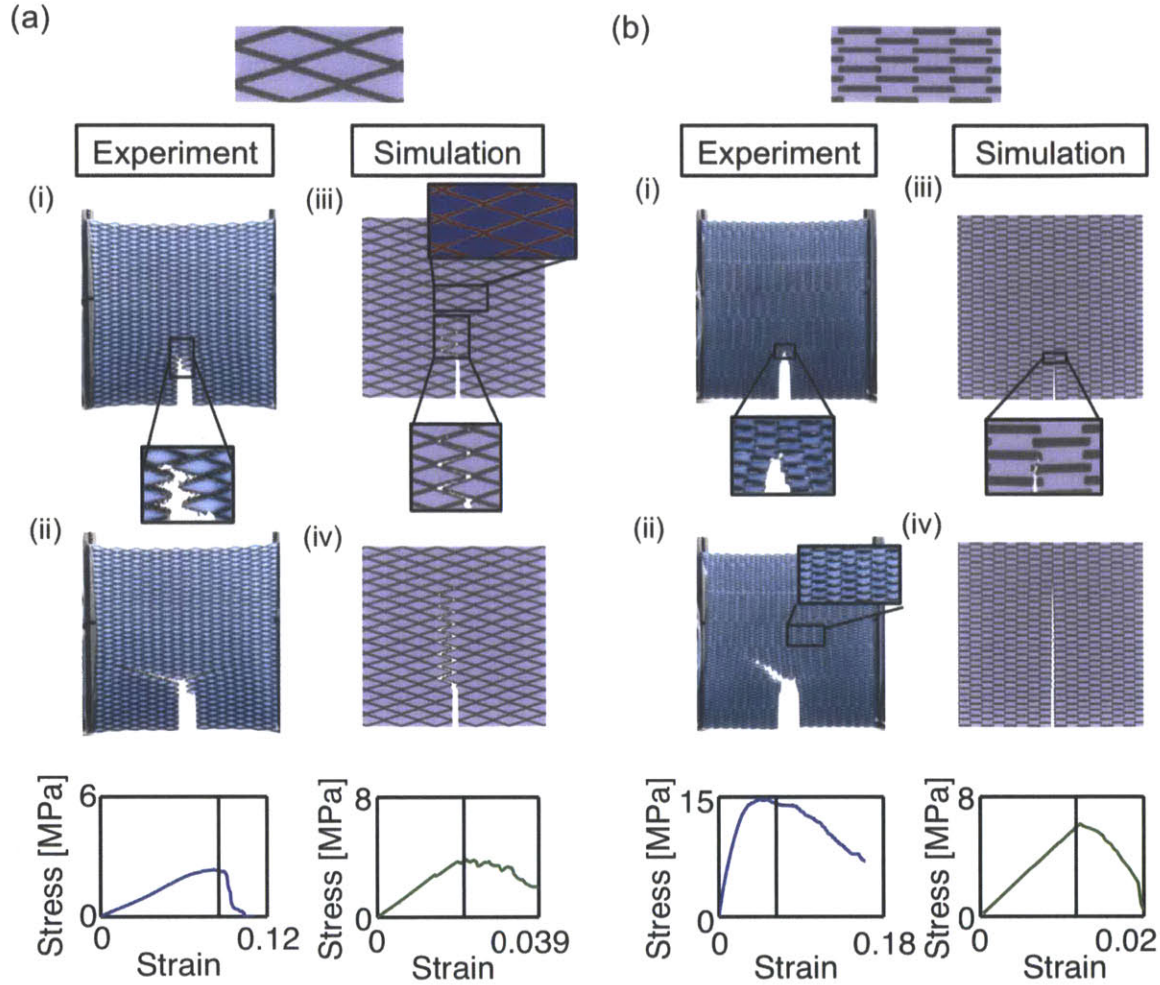 (a)
(b)
Experiment
Simulation
Experiment
Simulation
(i)
(iii)
(i)
(iii)
(ii)
(iv)
(ii)
(iv)
Stress [MPa]
6
0
0
0.12
Strain
Stress [MPa]
8
0
0
0.039
Strain
Stress [MPa]
15
0
0
0.18
Strain
Stress [MPa]
8
0
0
0.02
Strain